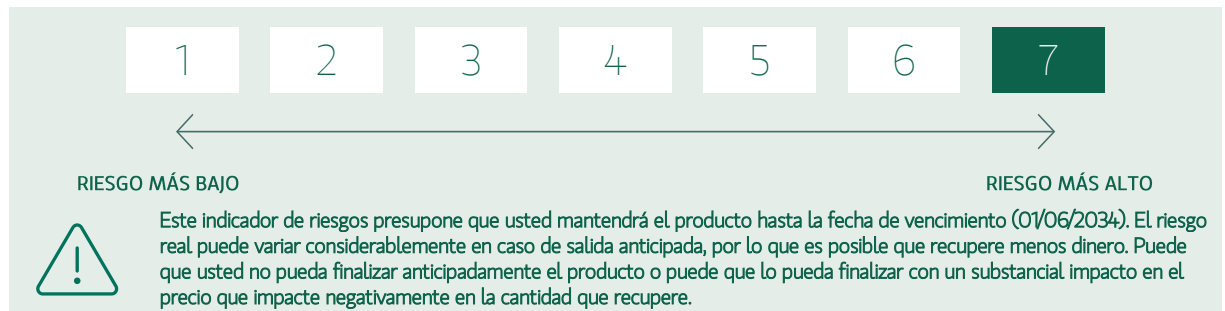 1 2 3 4 5 6 7
RIESGO MÁS BAJO RIESGO MÁS ALTO
Este indicador de riesgos presupone que usted mantendrá el producto hasta la fecha de vencimiento (01/06/2034). El riesgo
real puede variar considerablemente en caso de salida anticipada, por lo que es posible que recupere menos dinero. Puede
que usted no pueda finalizar anticipadamente el producto o puede que lo pueda finalizar con un substancial impacto en el
precio que impacte negativamente en la cantidad que recupere.